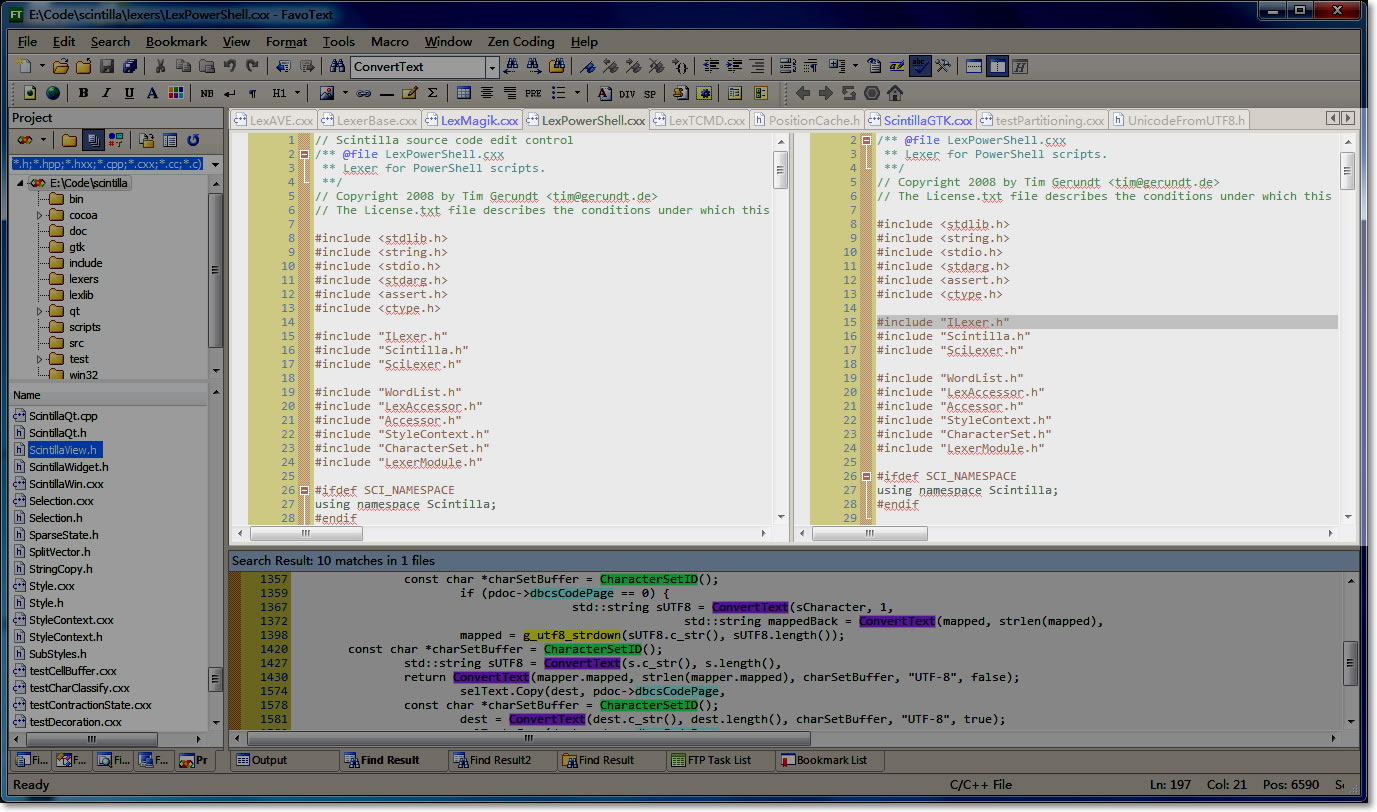 E:\Code\scintilla\lexers\LexPowerShell.cxx - FavoText
File Edit Search Bookmark View Format Tools Macro Window Zen Coding Help
ConvertText
B I U A NB H1 Σ PRE A DIV SP
Project
*.h;*.hpp;*.hxx;*.cpp;*.cxx;*.cc;*.c)
E:\Code\scintilla
bin
cocoa
doc
gtk
include
lexers
lexlib
qt
scripts
src
test
win32
Name
ScintillaQt.cpp
ScintillaQt.h
ScintillaView.h
ScintillaWidget.h
ScintillaWin.cxx
Selection.cxx
Selection.h
SparseState.h
SplitVector.h
StringCopy.h
Style.cxx
Style.h
StyleContext.cxx
StyleContext.h
SubStyles.h
testCellBuffer.cxx
testCharClassify.cxx
testContractionState.cxx
testDecoration.cxx
Fi... F... Fi... F... Pr
LexAVE.cxx LexerBase.cxx LexMagik.cxx LexPowerShell.cxx LexTCMD.cxx PositionCache.h ScintillaGTK.cxx testPartitioning.cxx UnicodeFromUTF8.h
1 // Scintilla source code edit control
2 /** @file LexPowerShell.cxx
3 ** Lexer for PowerShell scripts.
4 **/
5 // Copyright 2008 by Tim Gerundt <tim@gerundt.de>
6 // The License.txt file describes the conditions under which this
7
8 #include <stdlib.h>
9 #include <string.h>
10 #include <stdio.h>
11 #include <stdarg.h>
12 #include <assert.h>
13 #include <ctype.h>
14
15 #include "ILexer.h"
16 #include "Scintilla.h"
17 #include "SciLexer.h"
18
19 #include "WordList.h"
20 #include "LexAccessor.h"
21 #include "Accessor.h"
22 #include "StyleContext.h"
23 #include "CharacterSet.h"
24 #include "LexerModule.h"
25
26 #ifdef SCI_NAMESPACE
27 using namespace Scintilla;
28 #endif
2 /** @file LexPowerShell.cxx
3 ** Lexer for PowerShell scripts.
4 **/
5 // Copyright 2008 by Tim Gerundt <tim@gerundt.de>
6 // The License.txt file describes the conditions under which this
7
8 #include <stdlib.h>
9 #include <string.h>
10 #include <stdio.h>
11 #include <stdarg.h>
12 #include <assert.h>
13 #include <ctype.h>
14
15 #include "ILexer.h"
16 #include "Scintilla.h"
17 #include "SciLexer.h"
18
19 #include "WordList.h"
20 #include "LexAccessor.h"
21 #include "Accessor.h"
22 #include "StyleContext.h"
23 #include "CharacterSet.h"
24 #include "LexerModule.h"
25
26 #ifdef SCI_NAMESPACE
27 using namespace Scintilla;
28 #endif
29
Search Result: 10 matches in 1 files
1357 const char *charSetBuffer = CharacterSetID();
1359 if (pdoc->dbcsCodePage == 0) {
1367 std::string sUTF8 = ConvertText(sCharacter, 1,
1372 std::string mappedBack = ConvertText(mapped, strlen(mapped),
1398 mapped = g_utf8_strdown(sUTF8.c_str(), sUTF8.length());
1420 const char *charSetBuffer = CharacterSetID();
1427 std::string sUTF8 = ConvertText(s.c_str(), s.length(),
1430 return ConvertText(mapper.mapped, strlen(mapper.mapped), charSetBuffer, "UTF-8", false);
1574 selText.Copy(dest, pdoc->dbcsCodePage,
1578 const char *charSetBuffer = CharacterSetID();
1581 dest = ConvertText(dest.c_str(), dest.length(), charSetBuffer, "UTF-8", true);
Output Find Result Find Result2 Find Result FTP Task List Bookmark List
Ready C/C++ File Ln: 197 Col: 21 Pos: 6590